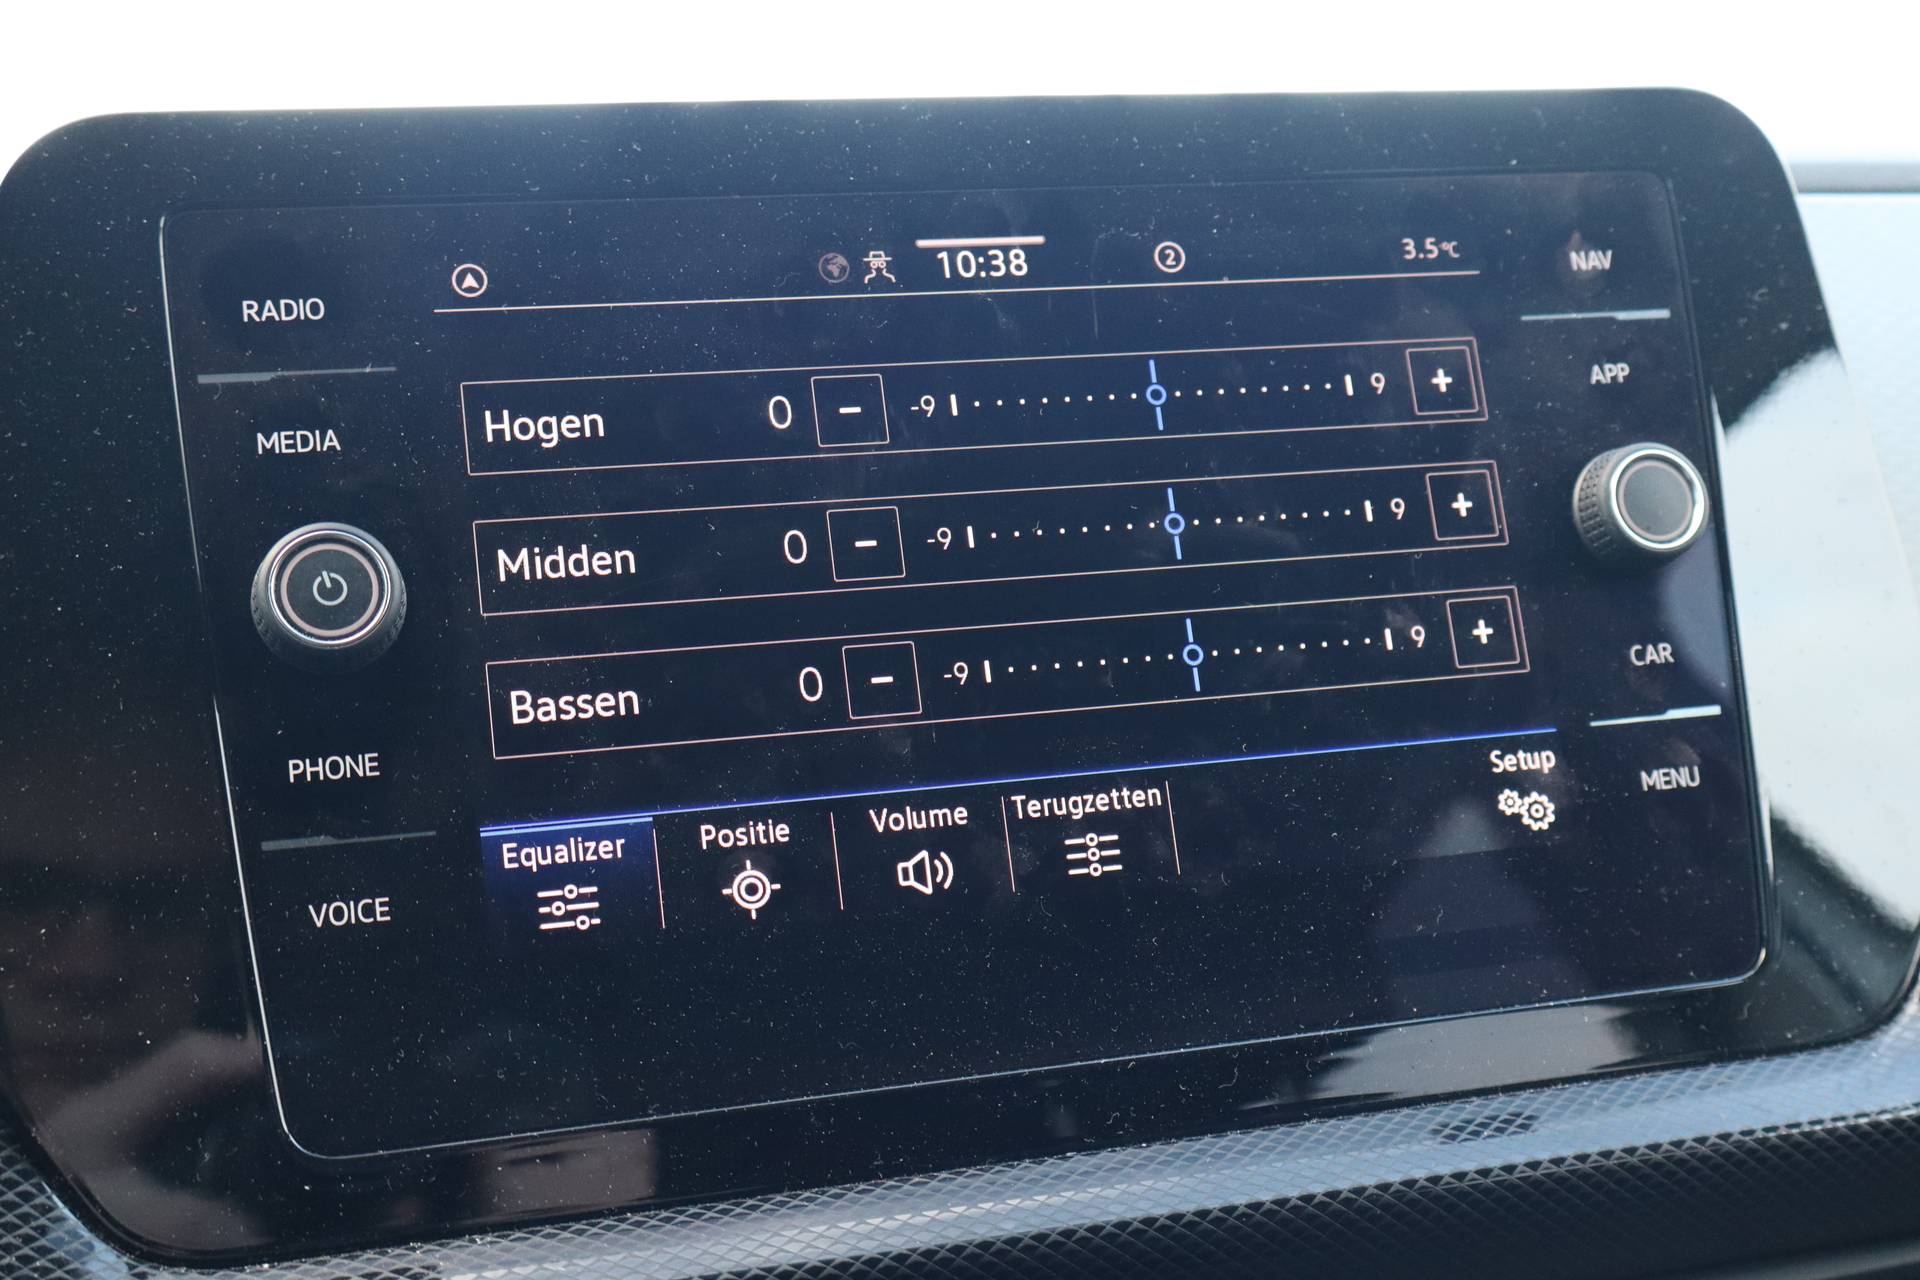 10:38
2
3.5°C
RADIO
MEDIA
PHONE
VOICE
Hogen 0 - -9 9 +
Midden 0 - -9 9 +
Bassen 0 - -9 9 +
Equalizer Positie Volume Terugzetten Setup
NAV
APP
CAR
MENU